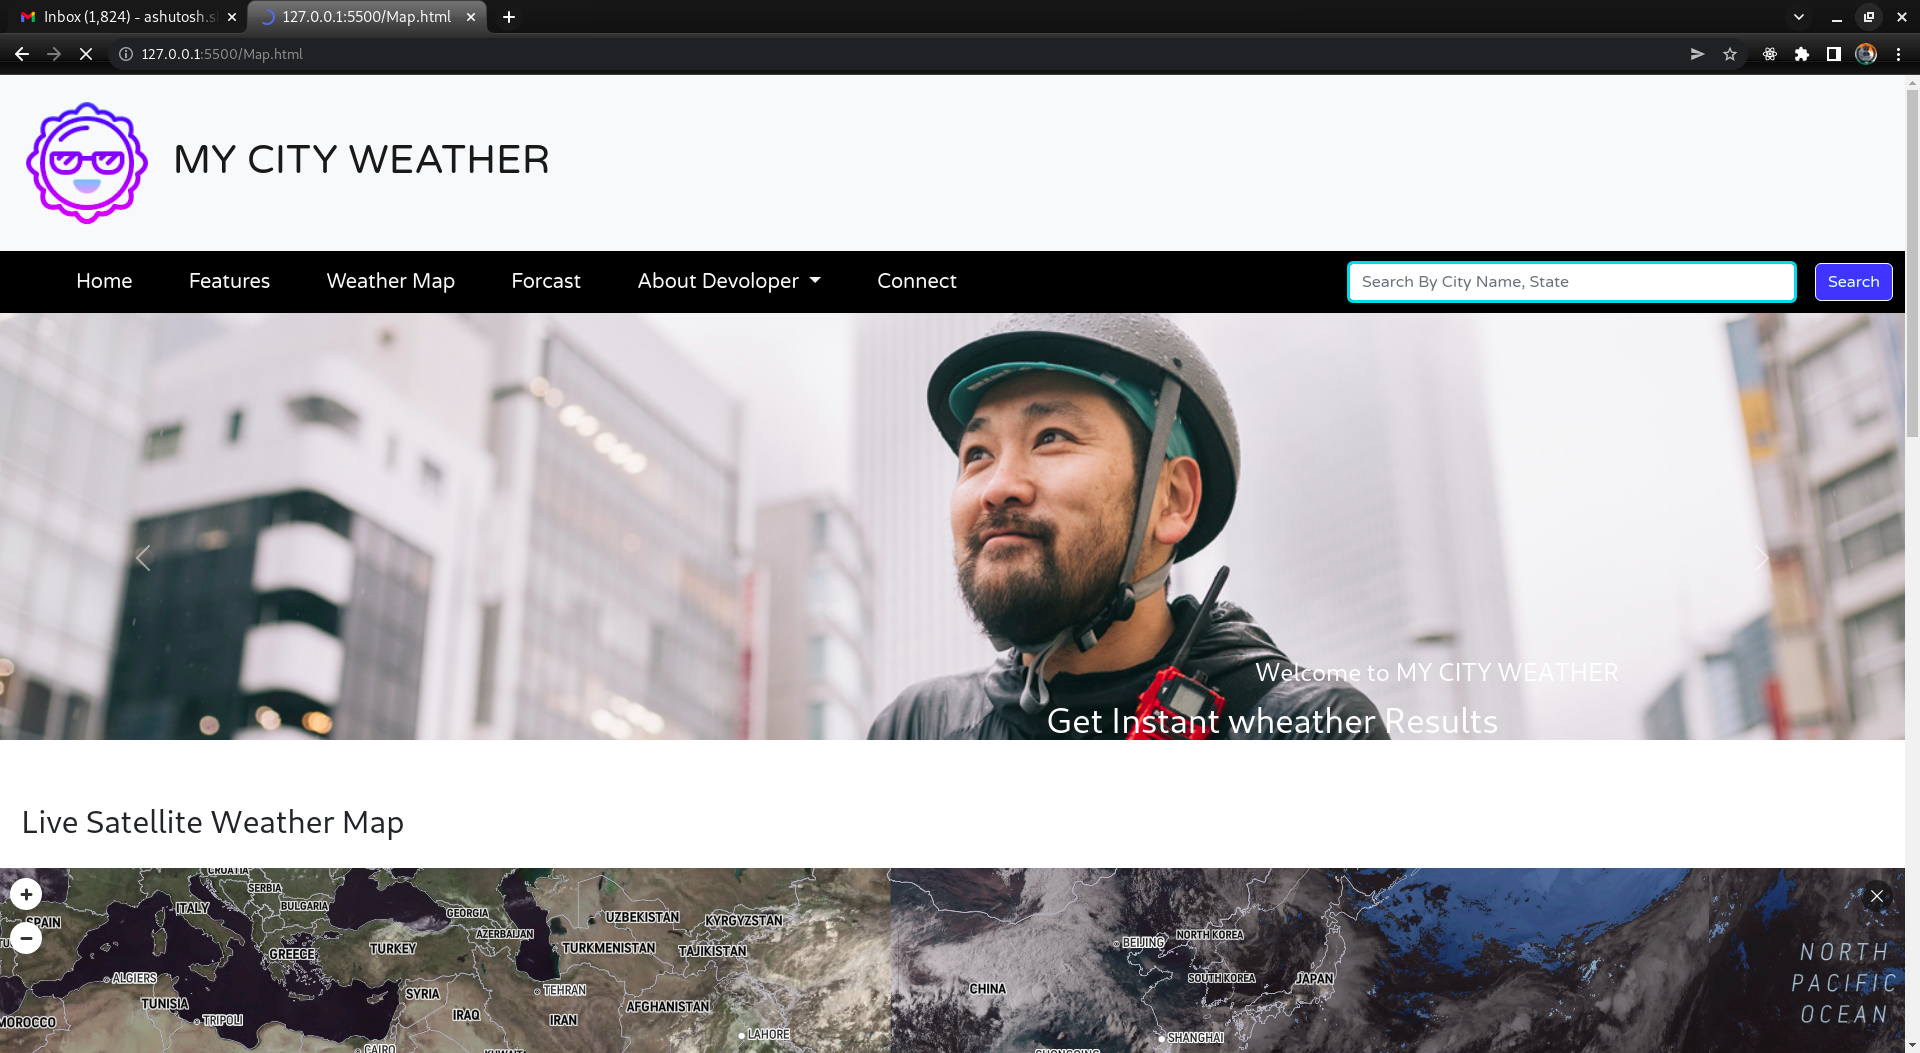 Inbox (1,824) - ashutosh.s
127.0.0.1:5500/Map.html
127.0.0.1:5500/Map.html
MY CITY WEATHER
Home Features Weather Map Forcast About Devoloper Connect Search By City Name, State Search
Welcome to MY CITY WEATHER
Get Instant wheather Results
Live Satellite Weather Map
CROATIA
SERBIA
ITALY
BULGARIA
GEORGIA
UZBEKISTAN
KYRGYZSTAN
SPAIN
AZERBAIJAN
NORTH KOREA
BEIJING
GREECE
TURKEY
TURKMENISTAN
TAJIKISTAN
NORTH
PACIFIC
OCEAN
ALGIERS
SOUTH KOREA
JAPAN
TUNISIA
SYRIA
TEHRAN
CHINA
AFGHANISTAN
MOROCCO
TRIPOLI
IRAQ
IRAN
LAHORE
SHANGHAI
CAIRO